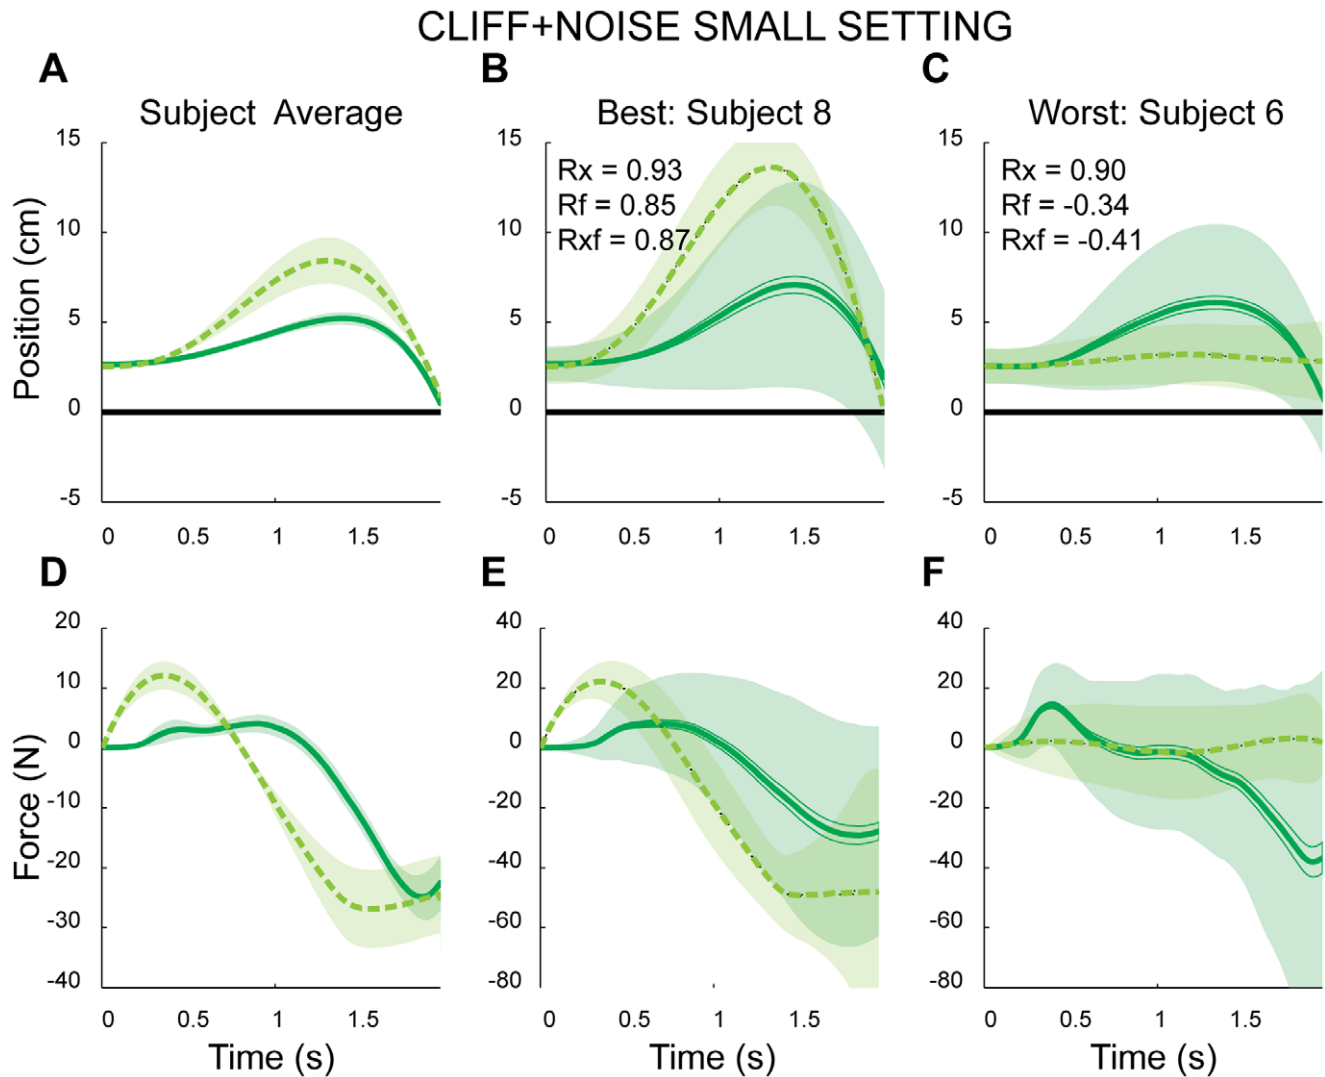 CLIFF+NOISE SMALL SETTING
A
B
C
Subject Average
Best: Subject 8
Worst: Subject 6
Position (cm)
15
10
5
0
-5
0 0.5 1 1.5
15
10
5
0
-5
Rx = 0.93
Rf = 0.85
Rxf = 0.87
0 0.5 1 1.5
15
10
5
0
-5
Rx = 0.90
Rf = -0.34
Rxf = -0.41
0 0.5 1 1.5
D
E
F
Force (N)
20
10
0
-10
-20
-30
-40
0 0.5 1 1.5
Time (s)
40
20
0
-20
-40
-60
-80
0 0.5 1 1.5
Time (s)
40
20
0
-20
-40
-60
-80
0 0.5 1 1.5
Time (s)